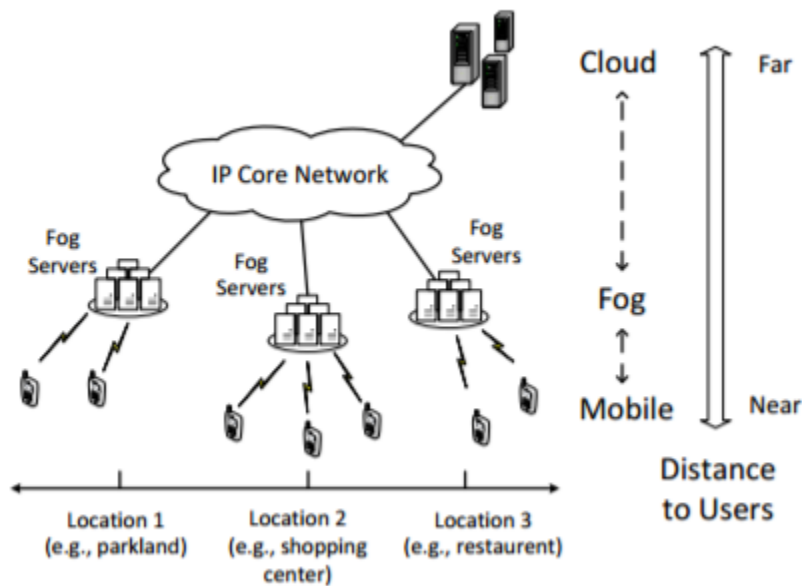 Cloud
Far
IP Core Network
Fog
Servers
Fog
Servers
Fog
Servers
Fog
Mobile
Near
Distance
to Users
Location 1
(e.g., parkland)
Location 2
(e.g., shopping
center)
Location 3
(e.g., restaurent)